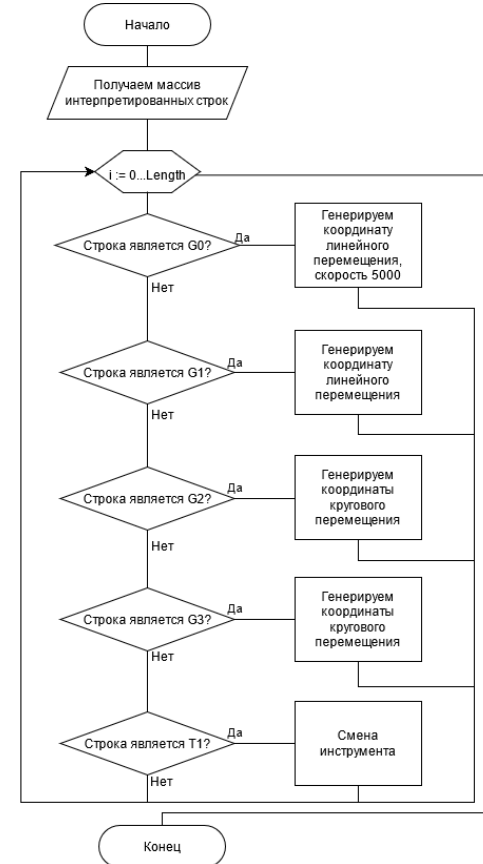 Начало
Получаем массив
интерпретированных строк
i := 0...Length
Строка является G0?
Да
Генерируем
координату
линейного
перемещения,
скорость 5000
Нет
Строка является G1?
Да
Генерируем
координату
линейного
перемещения
Нет
Строка является G2?
Да
Генерируем
координаты
кругового
перемещения
Нет
Строка является G3?
Да
Генерируем
координаты
кругового
перемещения
Нет
Строка является T1?
Да
Смена
инструмента
Нет
Конец